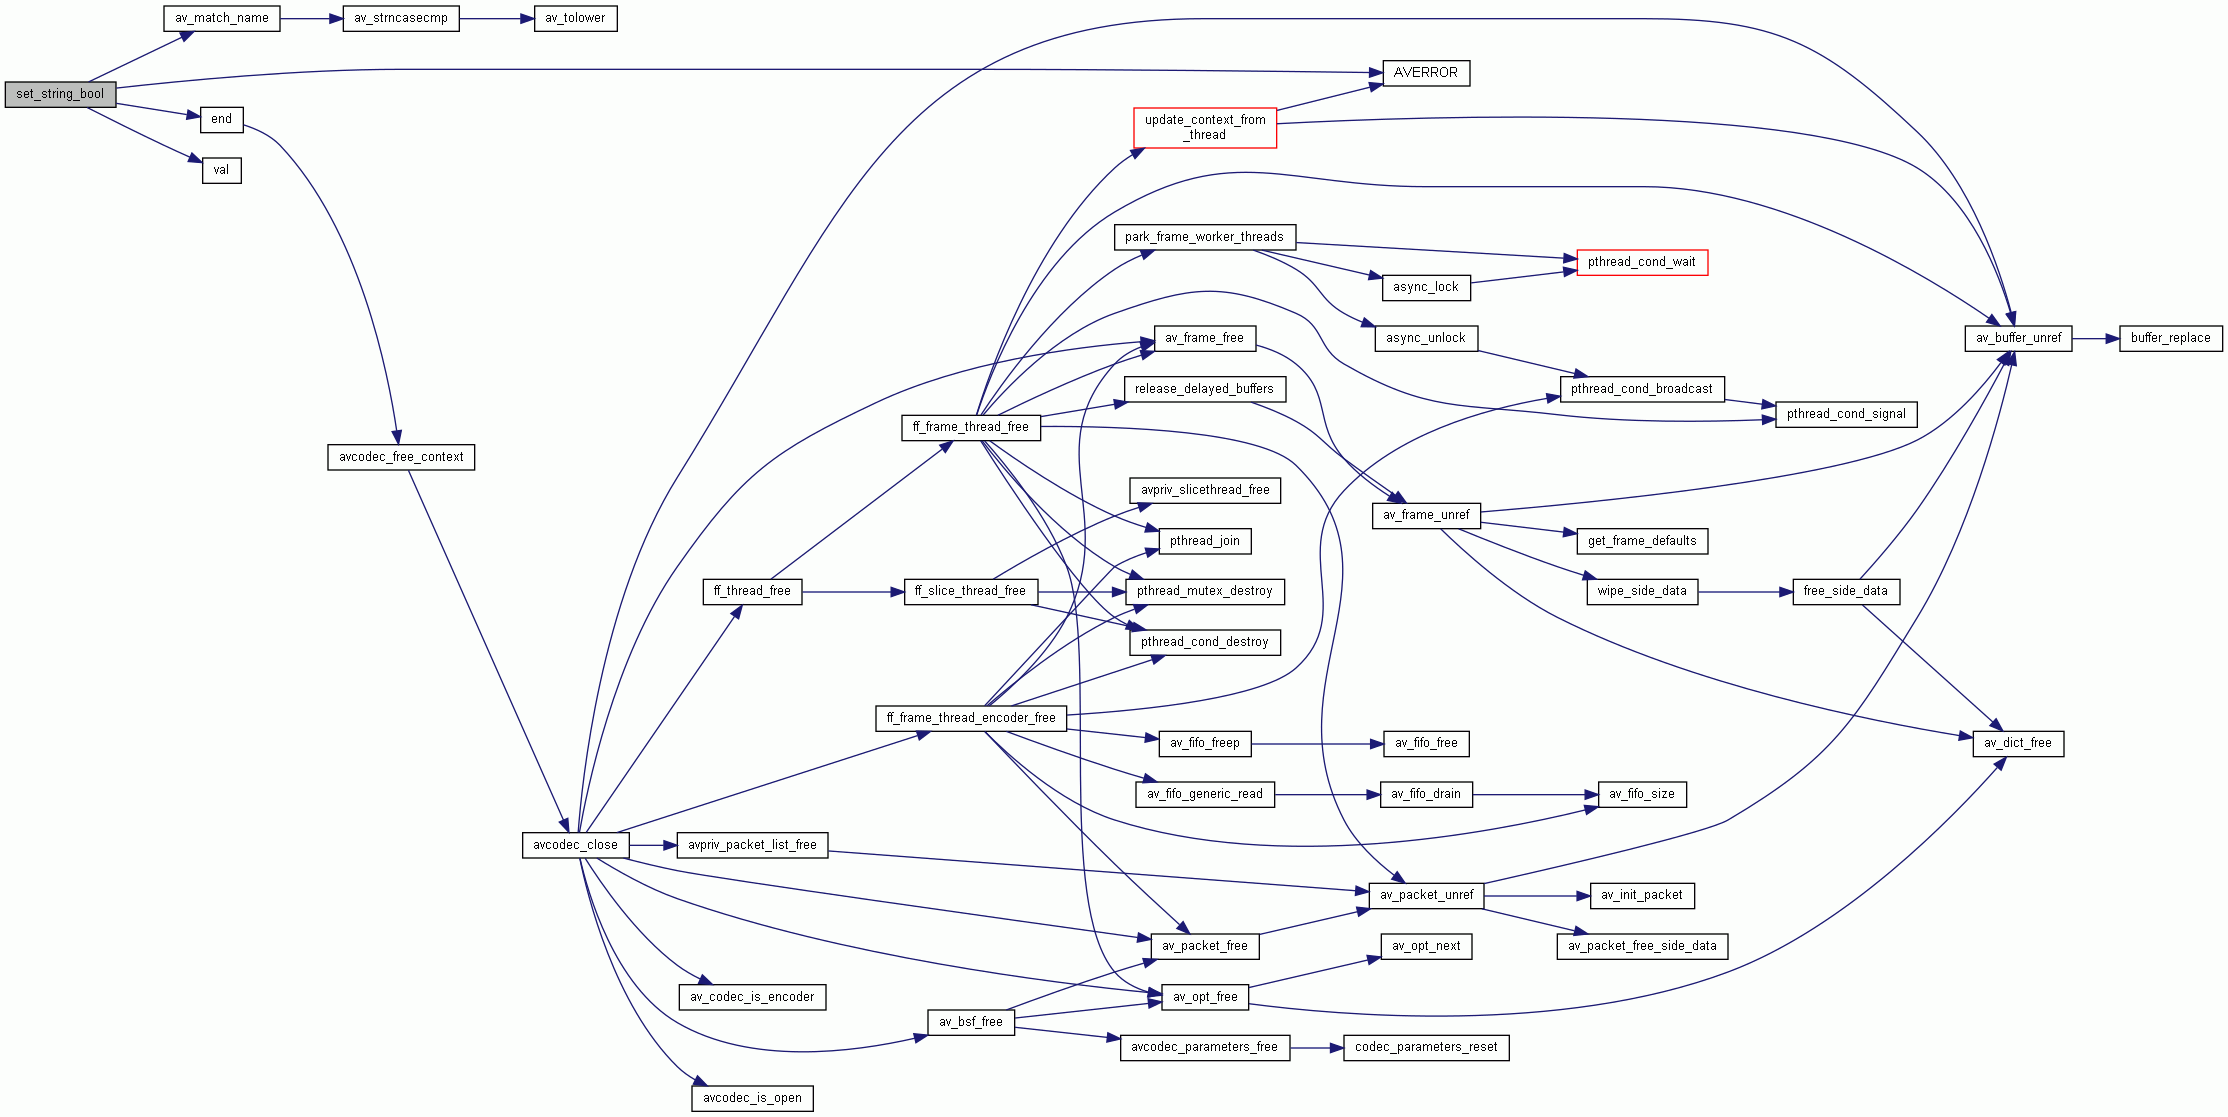 av_match_name
av_strncasecmp
av_tolower
set_string_bool
AVERROR
end
update_context_from
_thread
val
park_frame_worker_threads
pthread_cond_wait
async_lock
av_frame_free
async_unlock
av_buffer_unref
buffer_replace
release_delayed_buffers
pthread_cond_broadcast
pthread_cond_signal
ff_frame_thread_free
avcodec_free_context
avpriv_slicethread_free
av_frame_unref
pthread_join
get_frame_defaults
ff_thread_free
ff_slice_thread_free
pthread_mutex_destroy
wipe_side_data
free_side_data
pthread_cond_destroy
ff_frame_thread_encoder_free
av_fifo_freep
av_fifo_free
av_dict_free
av_fifo_generic_read
av_fifo_drain
av_fifo_size
avcodec_close
avpriv_packet_list_free
av_packet_unref
av_init_packet
av_packet_free
av_opt_next
av_packet_free_side_data
av_codec_is_encoder
av_opt_free
av_bsf_free
avcodec_parameters_free
codec_parameters_reset
avcodec_is_open